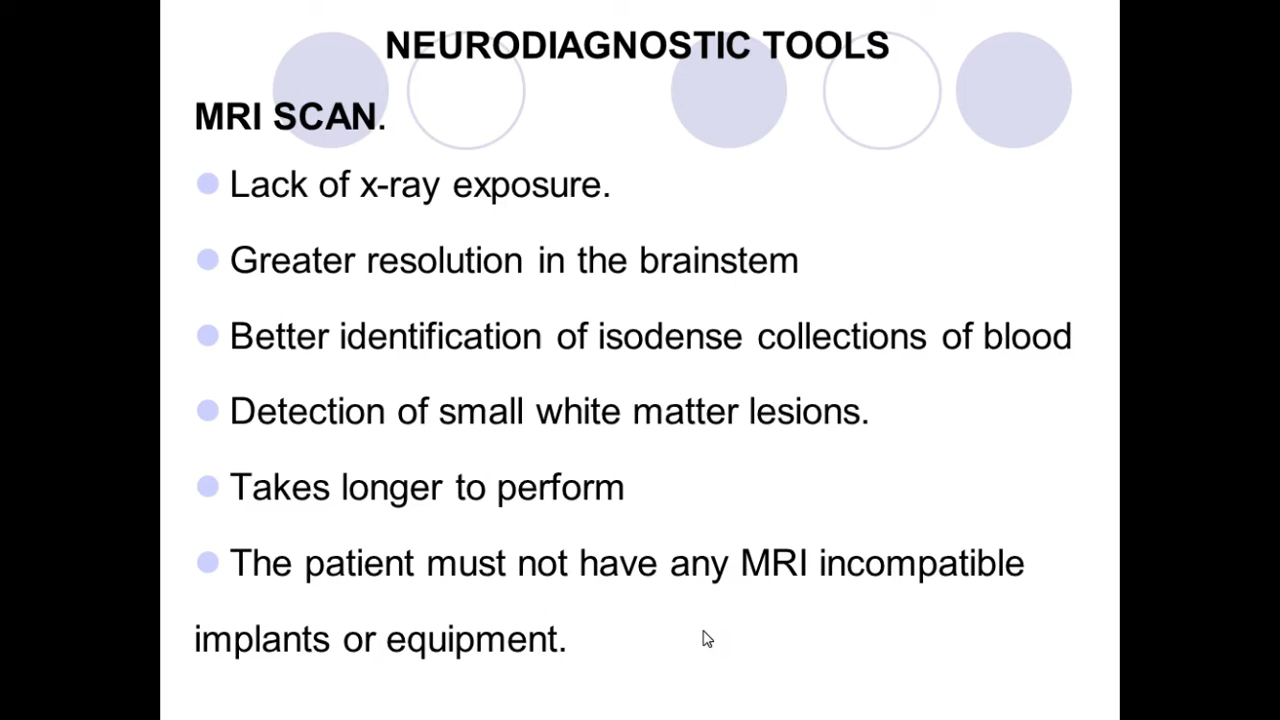 NEURODIAGNOSTIC TOOLS
MRI SCAN.
Lack of x-ray exposure.
Greater resolution in the brainstem
Better identification of isodense collections of blood
Detection of small white matter lesions.
Takes longer to perform
The patient must not have any MRI incompatible
implants or equipment.